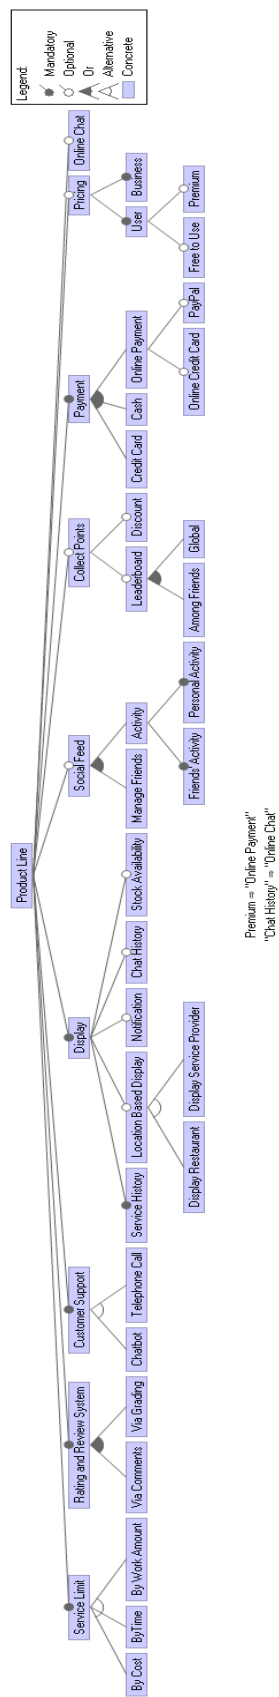 Product Line
Service Limit
Rating and Review System
Customer Support
Display
Social Feed
Collect Points
Payment
Pricing
Online Chat
By Cost
ByTime
By Work Amount
Via Comments
Via Grading
Chatbot
Telephone Call
Service History
Location Based Display
Notification
Chat History
Stock Availability
Manage Friends
Activity
Leaderboard
Discount
Credit Card
Cash
Online Payment
User
Business
Display Restaurant
Display Service Provider
Friends Activity
Personal Activity
Among Friends
Global
Online Credit Card
PayPal
Free to Use
Premium
Premium ⇒ "Online Payment"
"Chat History" ⇒ "Online Chat"
Legend:
Mandatory
Optional
Or
Alternative
Concrete